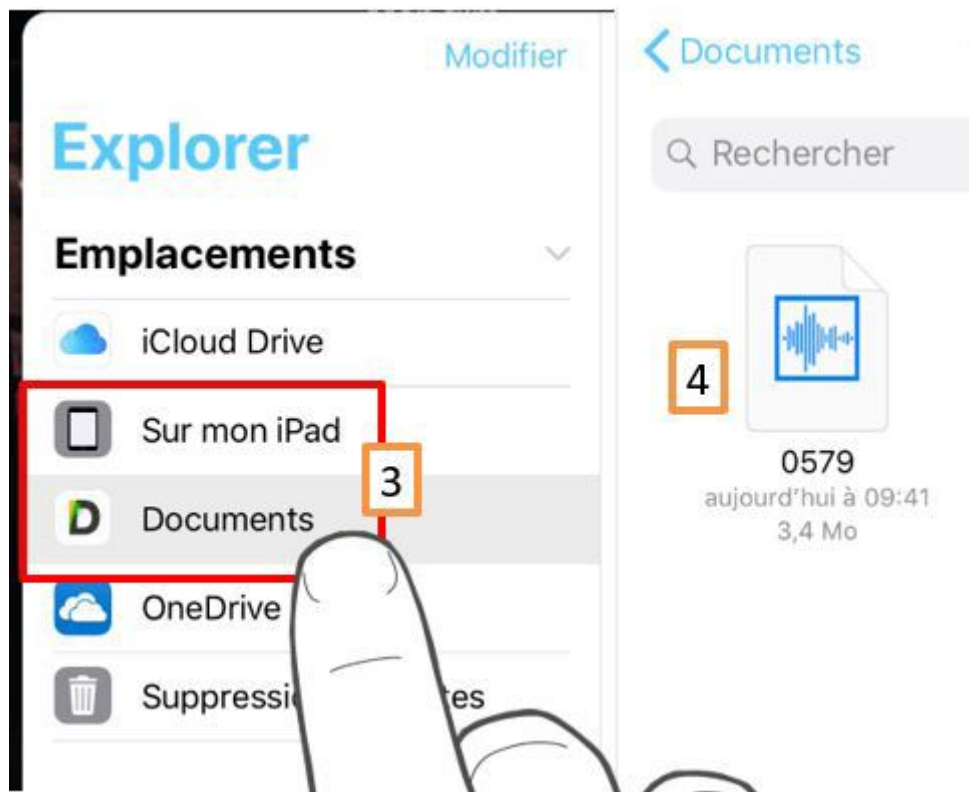 Modifier
Explorer
Emplacements
iCloud Drive
Sur mon iPad
3
Documents
OneDrive
Documents
Rechercher
4
0579
aujourd'hui à 09:41
3,4 Mo